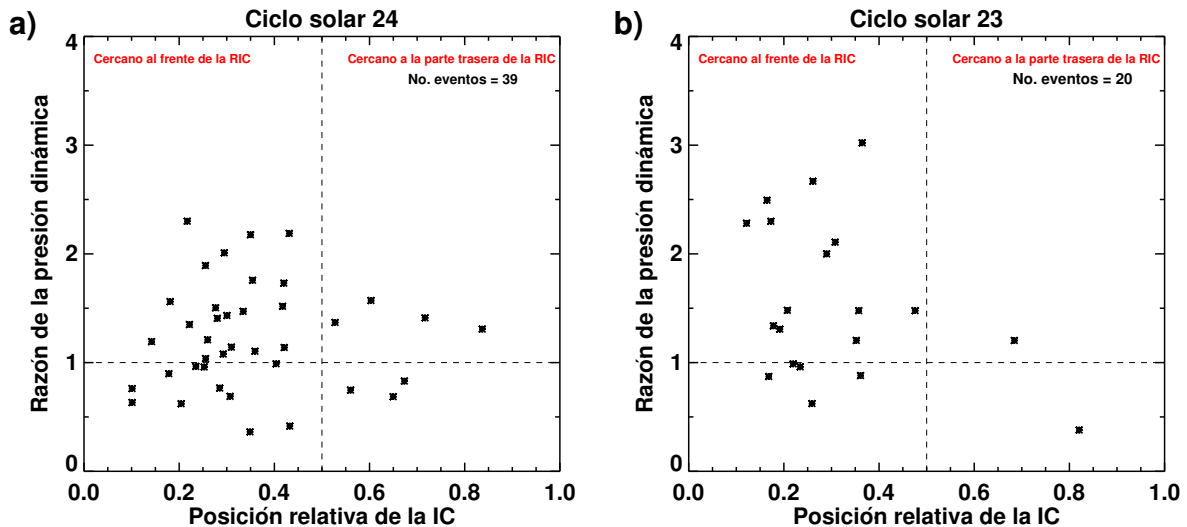 a)
Ciclo solar 24
Cercano al frente de la RIC
Cercano a la parte trasera de la RIC
No. eventos = 39
Razón de la presión dinámica
4
3
2
1
0
0.0 0.2 0.4 0.6 0.8 1.0
Posición relativa de la IC
b)
Ciclo solar 23
Cercano al frente de la RIC
Cercano a la parte trasera de la RIC
No. eventos = 20
Razón de la presión dinámica
4
3
2
1
0
0.0 0.2 0.4 0.6 0.8 1.0
Posición relativa de la IC